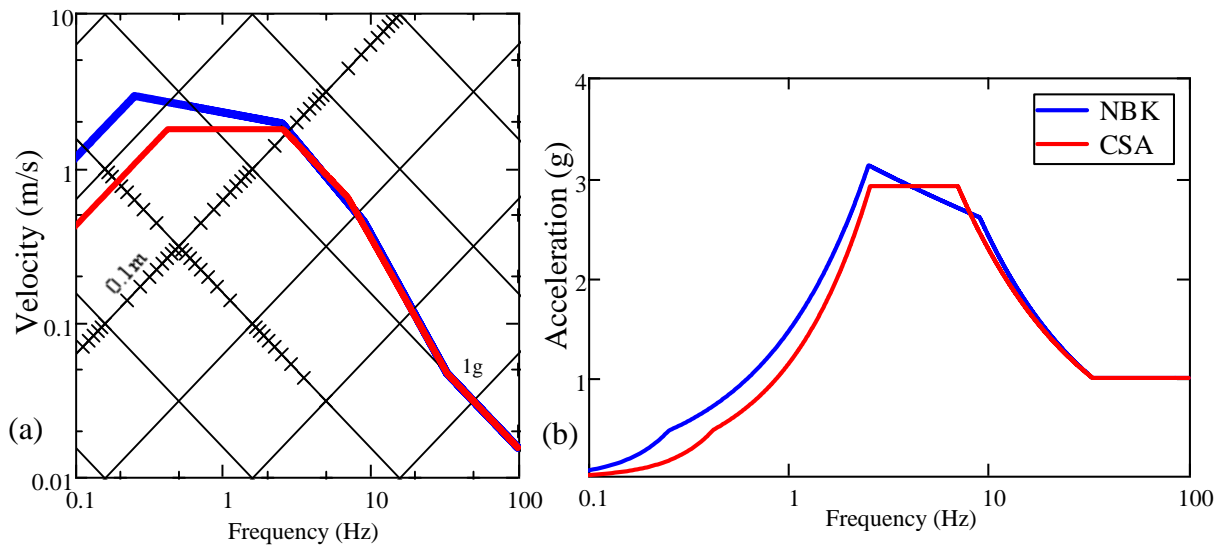 10
1
0.1
0.01
Velocity (m/s)
0.1m
1g
(a)
0.1
1
10
100
Frequency (Hz)
4
3
2
1
Acceleration (g)
NBK
CSA
(b)
0.1
1
10
100
Frequency (Hz)